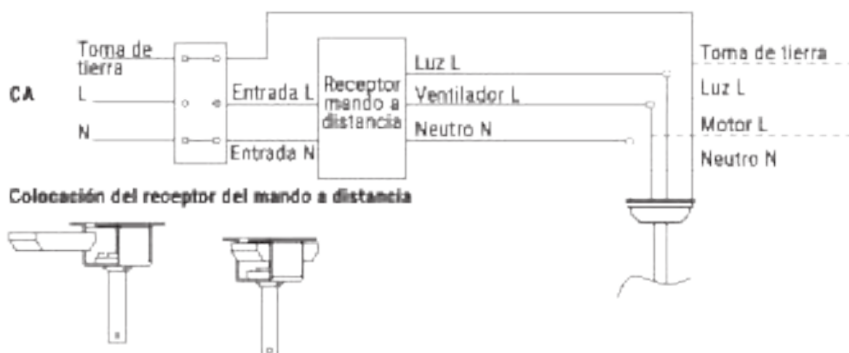 Toma de
tierra
CA
L
N
Entrada L
Entrada N
Receptor
mando a
distancia
Luz L
Ventilador L
Neutro N
Toma de tierra
Luz L
Motor L
Neutro N
Colocación del receptor del mando a distancia